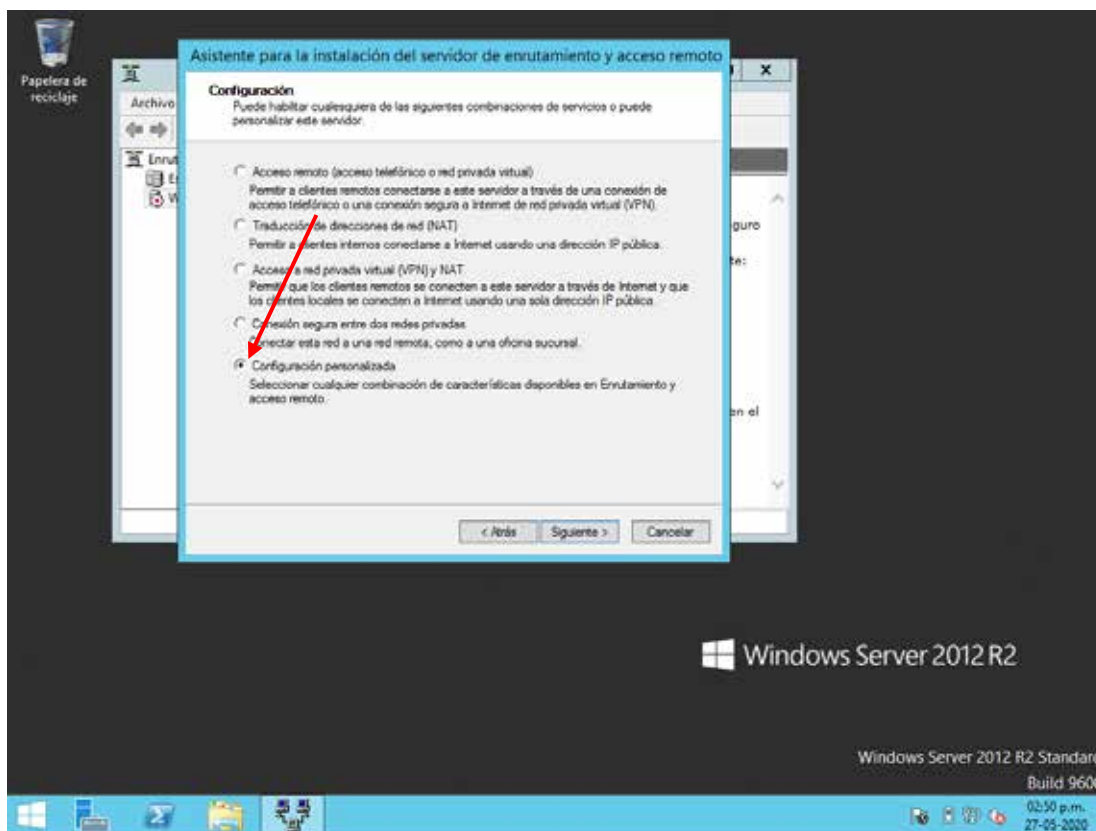 Papelera de
reciclaje
Asistente para la instalación del servidor de enrutamiento y acceso remoto
Archivo
Configuración
Puede habilitar cualesquiera de las siguientes combinaciones de servicios o puede
personalizar este servidor.
Enrut
Es
W
Acceso remoto (acceso telefónico o red privada virtual)
Permitir a clientes remotos conectarse a este servidor a través de una conexión de
acceso telefónico o una conexión segura a Internet de red privada virtual (VPN).
Traducción de direcciones de red (NAT)
Permitir a clientes internos conectarse a Internet usando una dirección IP pública.
Acceso a red privada virtual (VPN) y NAT
Permitir que los clientes remotos se conecten a este servidor a través de Internet y que
los clientes locales se conecten a Internet usando una sola dirección IP pública.
Conexión segura entre dos redes privadas
Conectar esta red a una red remota, como a una oficina sucursal.
Configuración personalizada
Seleccionar cualquier combinación de características disponibles en Enrutamiento y
acceso remoto.
guro
te:
en el
< Atrás
Siguiente >
Cancelar
Windows Server 2012 R2
Windows Server 2012 R2 Standard
Build 9600
02:50 p.m.
27-05-2020